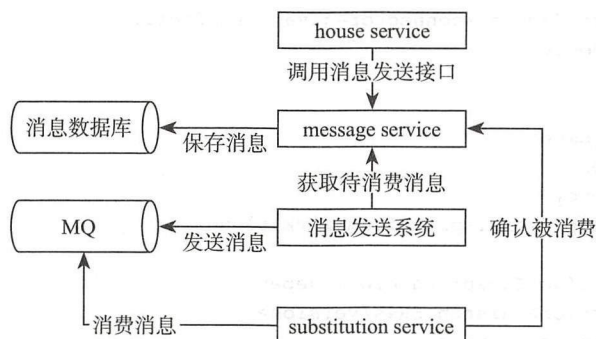 house service
调用消息发送接口
消息数据库
保存消息
message service
获取待消费消息
MQ
发送消息
消息发送系统
确认被消费
消费消息
substitution service